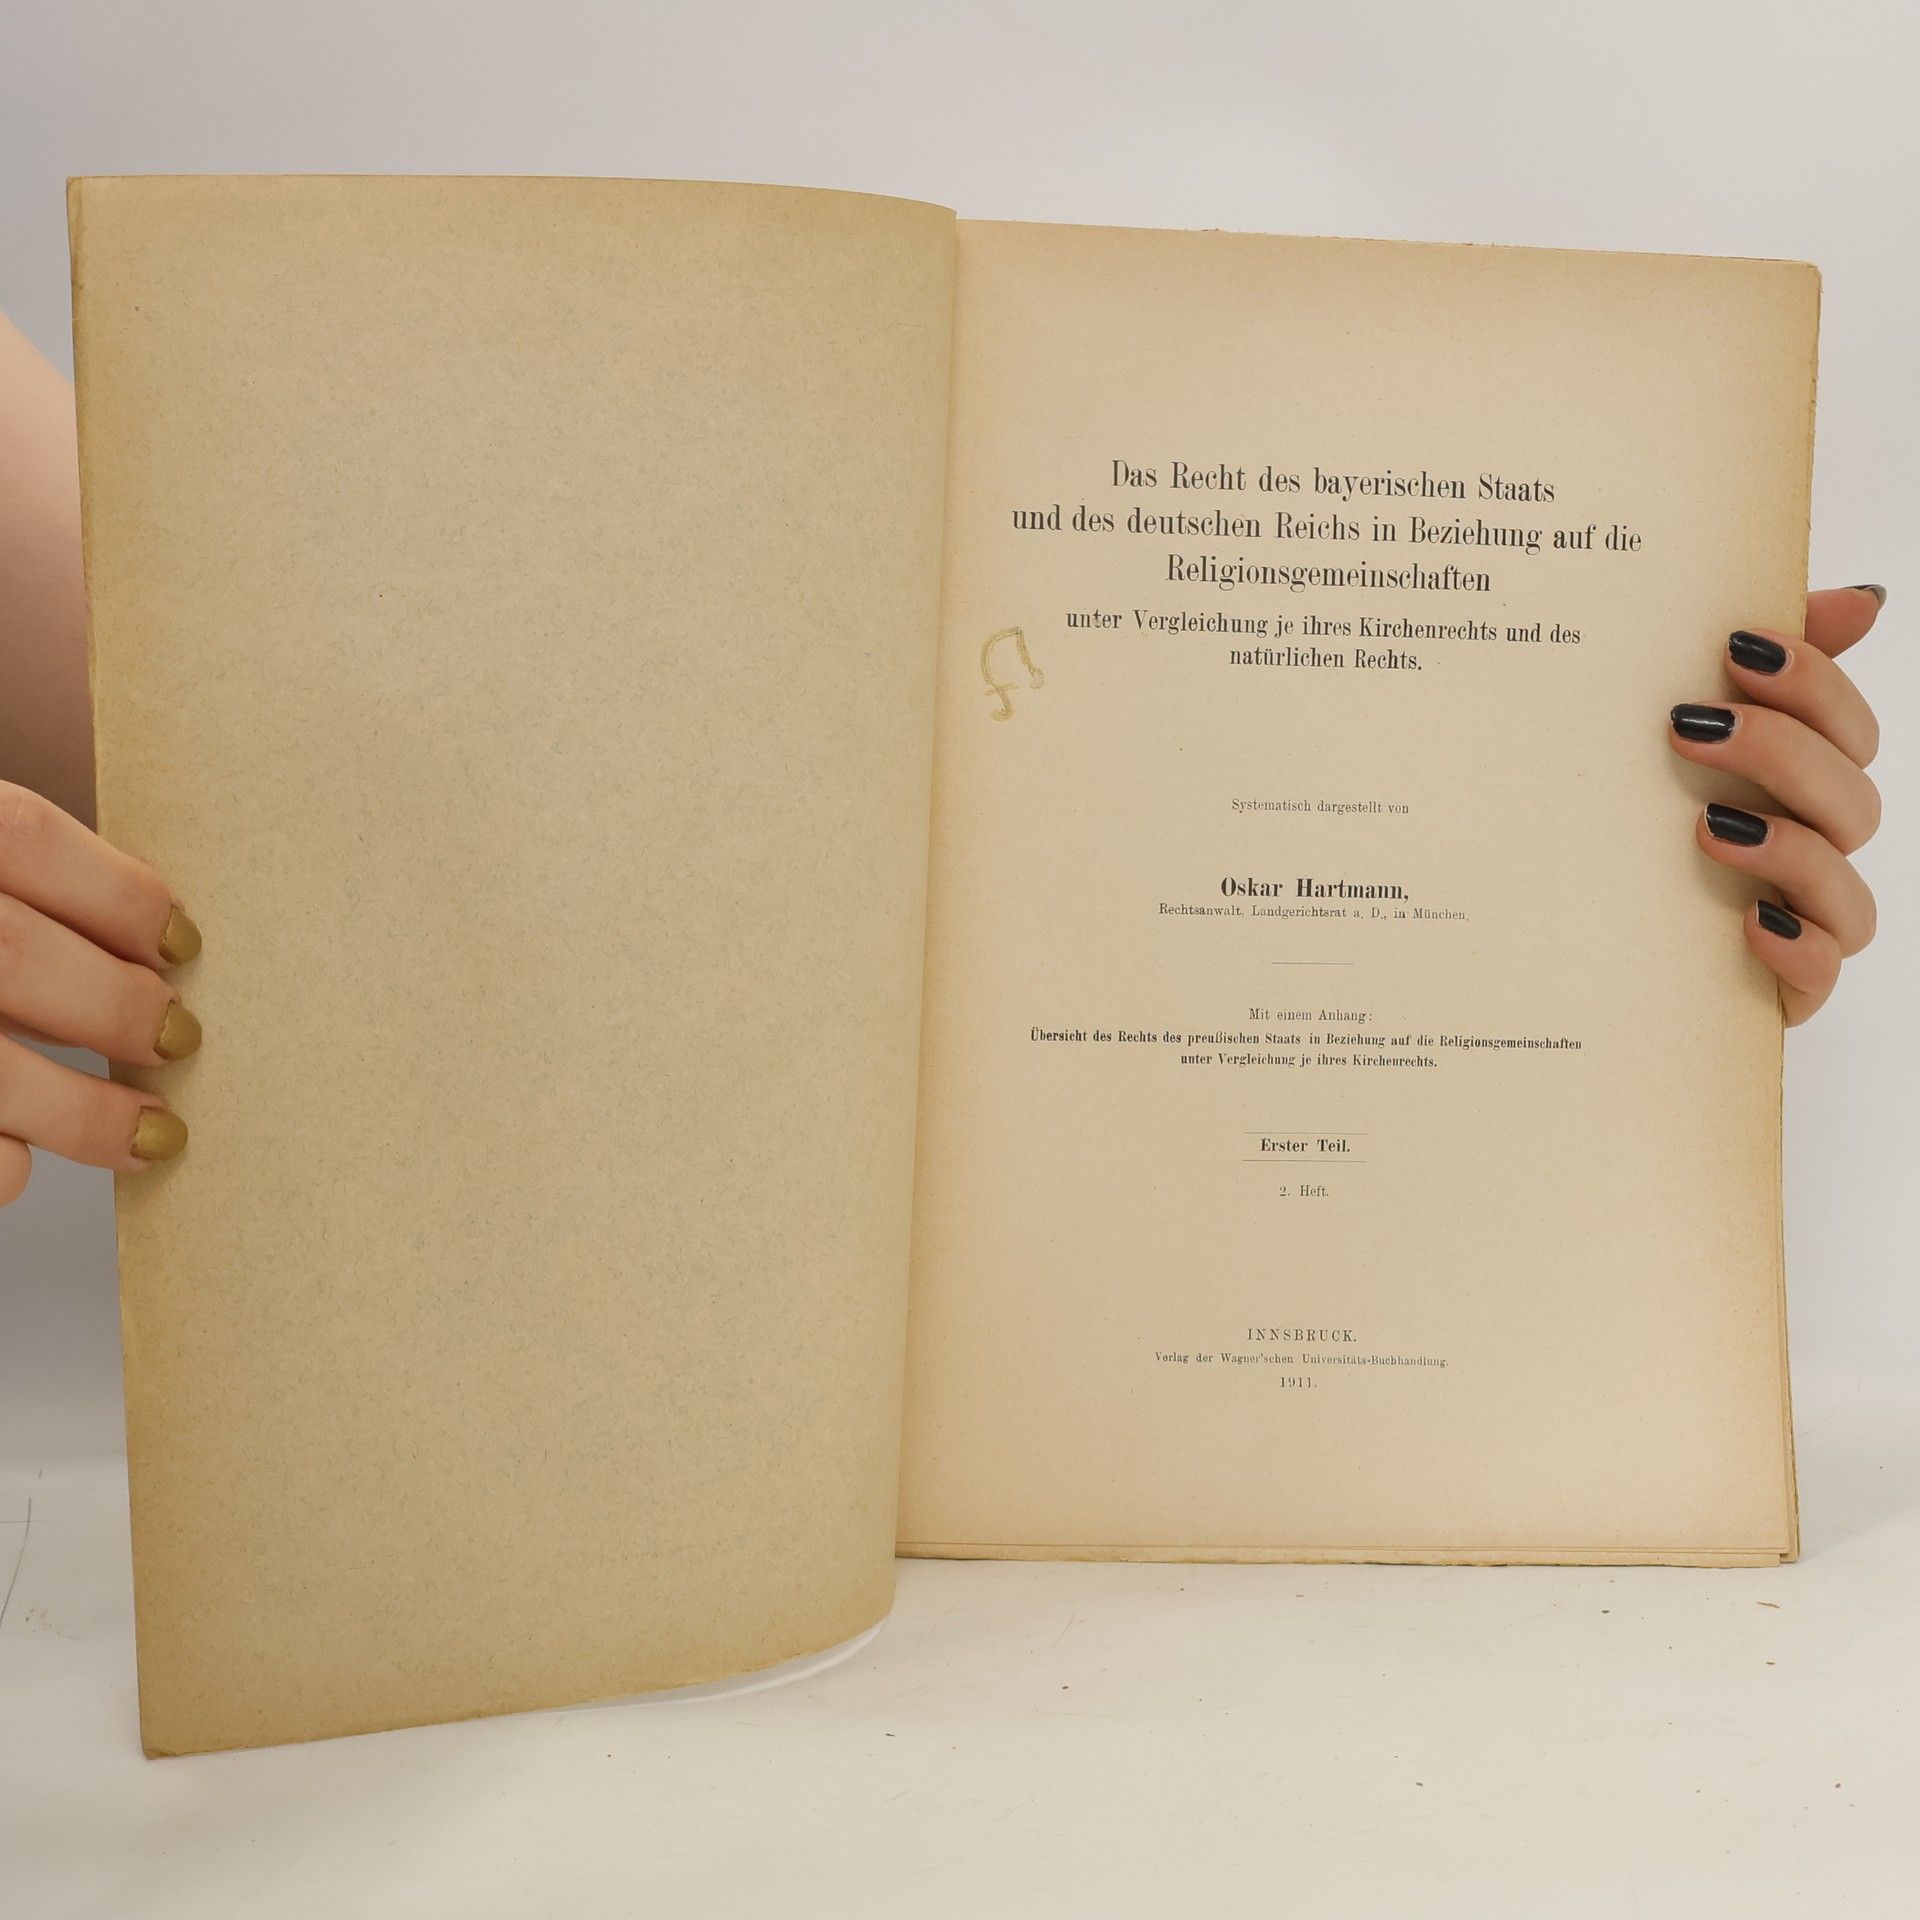 Das Recht des bayerischen Staats
und des deutschen Reichs in Beziehung auf die
Religionsgemeinschaften
unter Vergleichung je ihres Kirchenrechts und des
natürlichen Rechts.
Systematisch dargestellt von
Oskar Hartmann,
Rechtsanwalt, Landgerichtsrat a. D., in München.
Mit einem Anhang:
Übersicht des Rechts des preußischen Staats in Beziehung auf die Religionsgemeinschaften
unter Vergleichung je ihres Kirchenrechts.
Erster Teil.
2. Heft.
INNSBRUCK.
Verlag der Wagner'schen Universitäts-Buchhandlung.
1911.